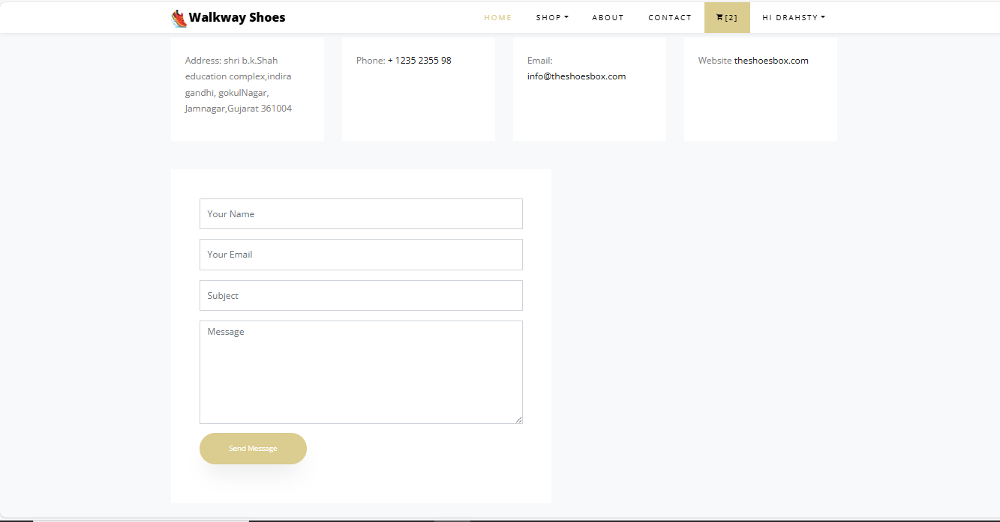 Walkway Shoes
HOME
SHOP
ABOUT
CONTACT
[2]
HI DRAHSTY
Address: shri b.k.Shah
education complex,indira
gandhi, gokulNagar,
Jamnagar,Gujarat 361004
Phone: + 1235 2355 98
Email:
info@theshoesbox.com
Website theshoesbox.com
Your Name
Your Email
Subject
Message
Send Message